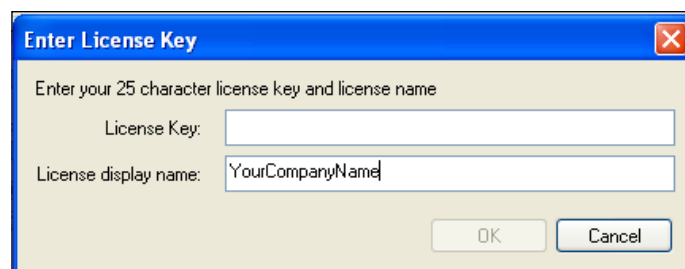 Enter License Key
Enter your 25 character license key and license name
License Key:
License display name: YourCompanyName
OK Cancel